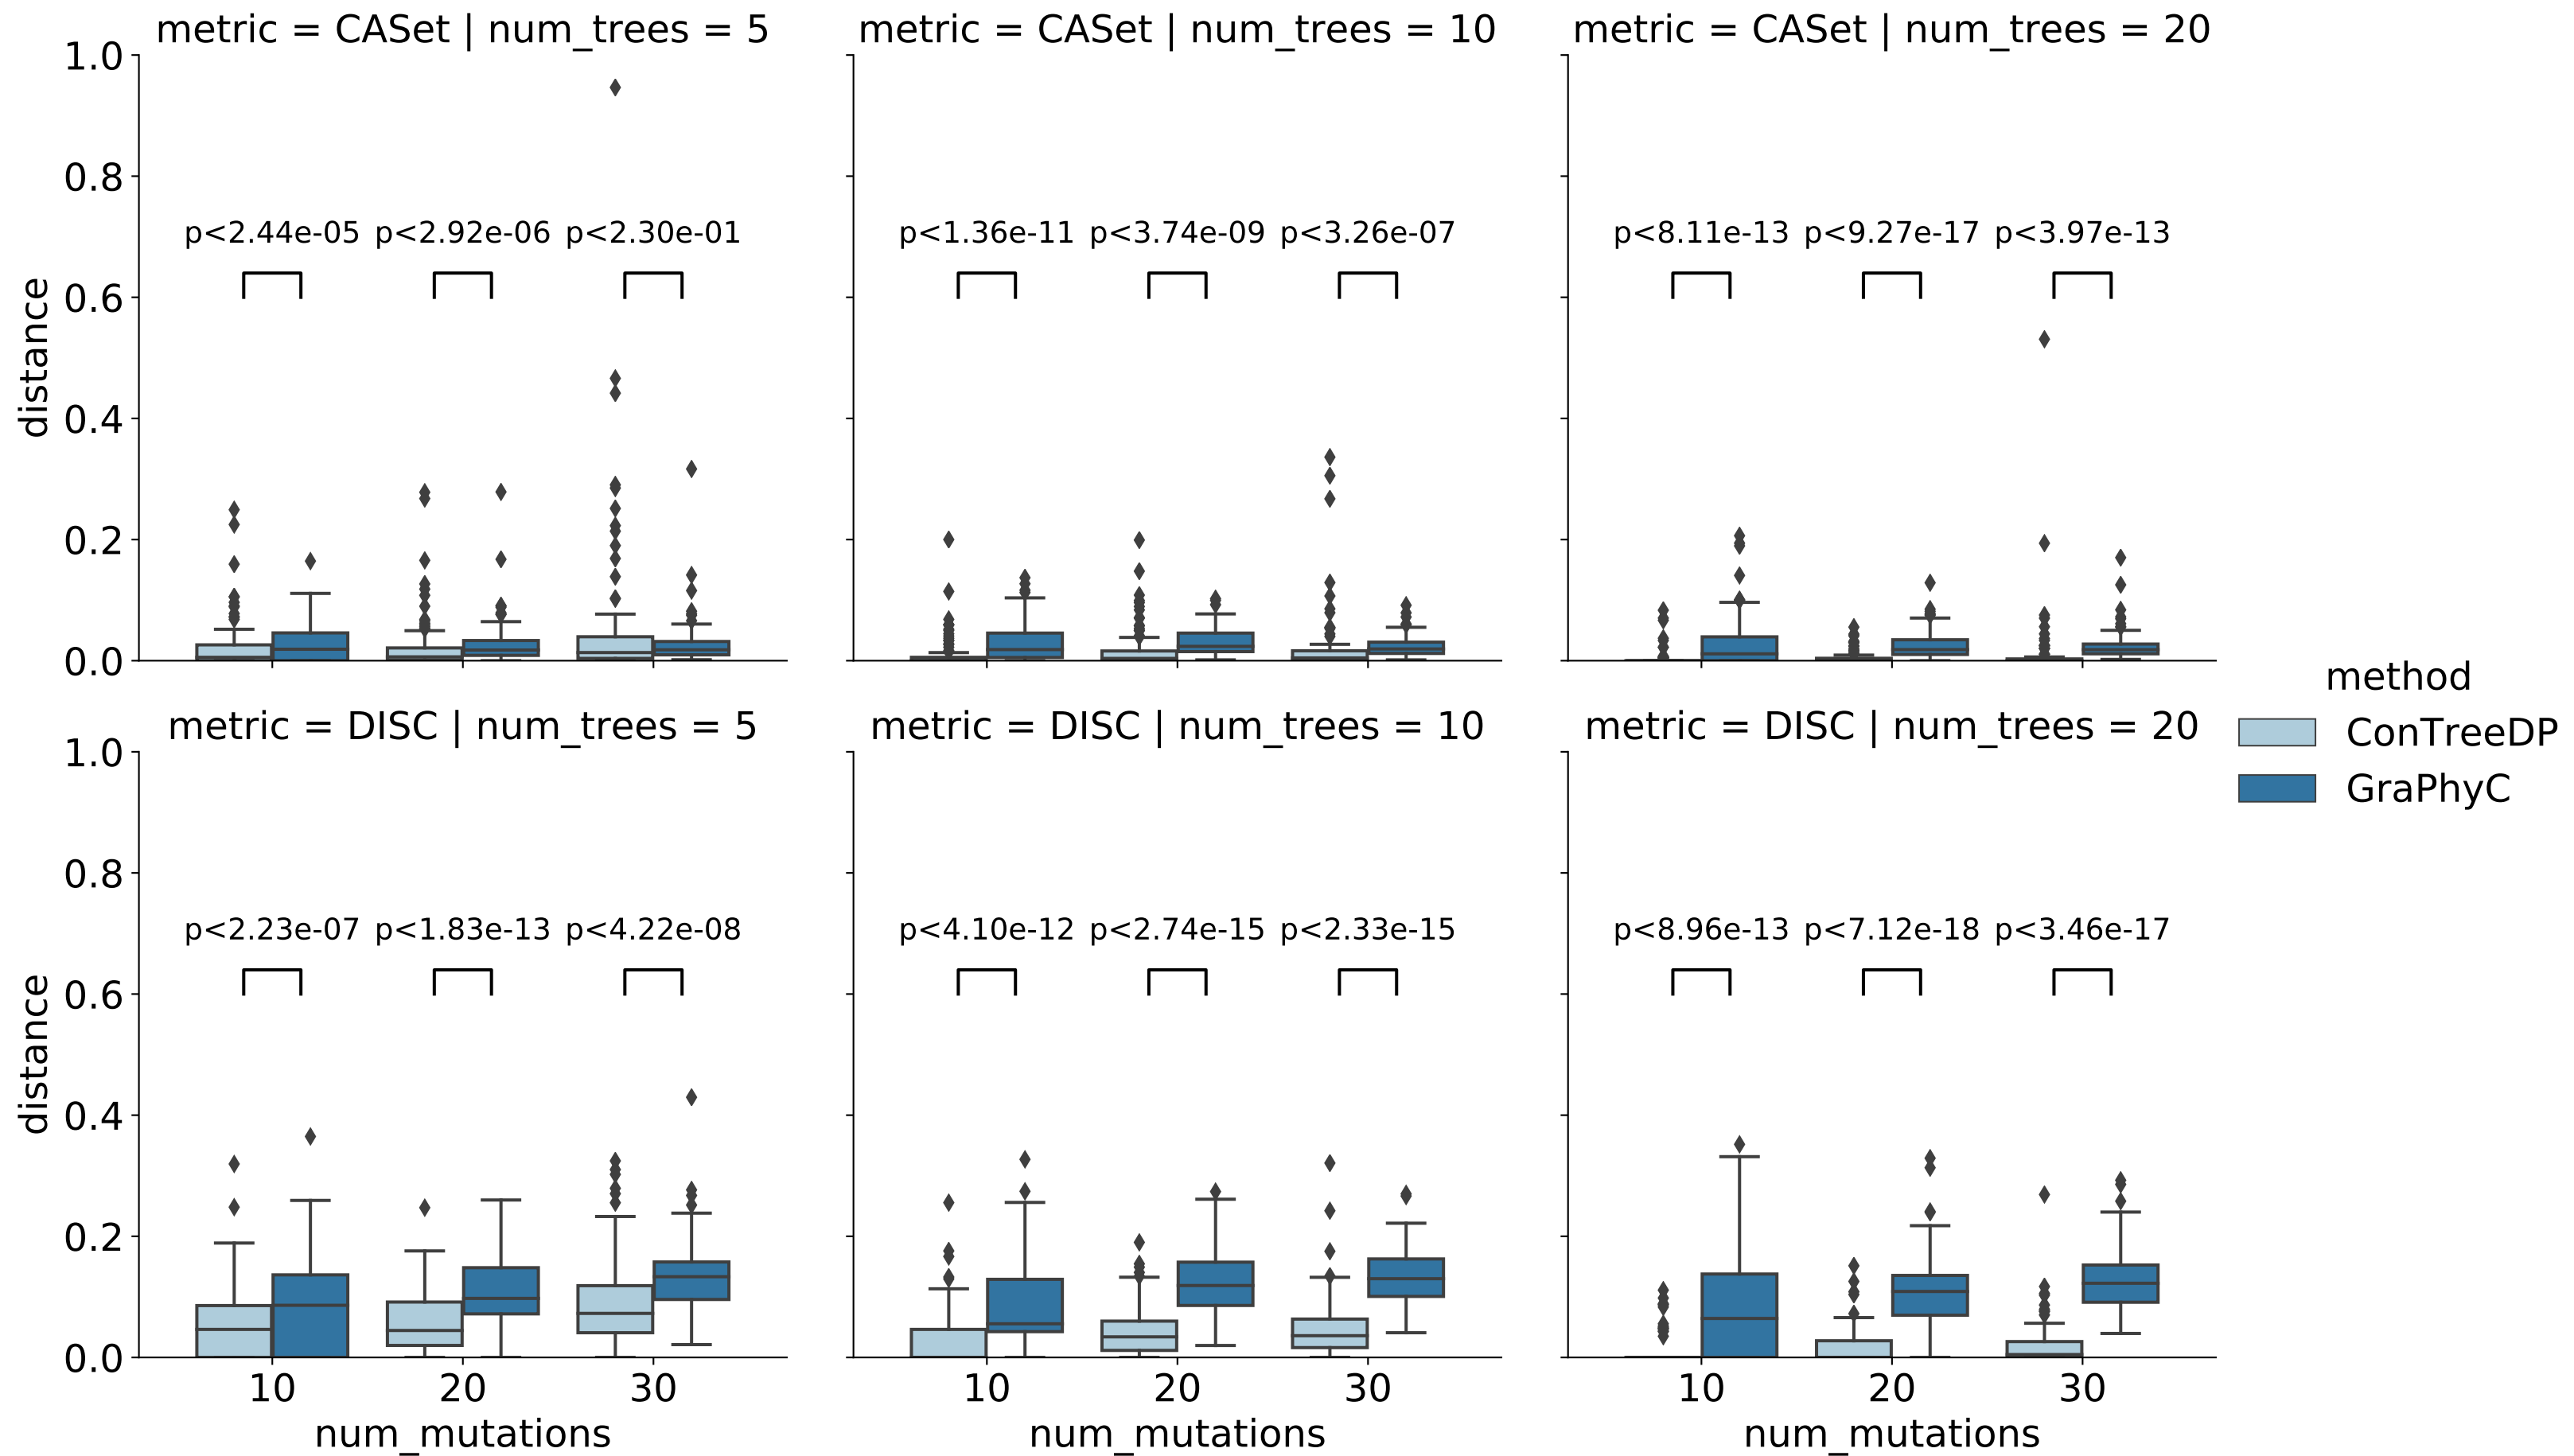 metric = CASet | num_trees = 5
metric = CASet | num_trees = 10
metric = CASet | num_trees = 20
distance
1.0
0.8
0.6
0.4
0.2
0.0
p<2.44e-05 p<2.92e-06 p<2.30e-01
p<1.36e-11 p<3.74e-09 p<3.26e-07
p<8.11e-13 p<9.27e-17 p<3.97e-13
metric = DISC | num_trees = 5
metric = DISC | num_trees = 10
metric = DISC | num_trees = 20
distance
1.0
0.8
0.6
0.4
0.2
0.0
p<2.23e-07 p<1.83e-13 p<4.22e-08
p<4.10e-12 p<2.74e-15 p<2.33e-15
p<8.96e-13 p<7.12e-18 p<3.46e-17
10 20 30
num_mutations
10 20 30
num_mutations
10 20 30
num_mutations
method
ConTreeDP
GraPhyC